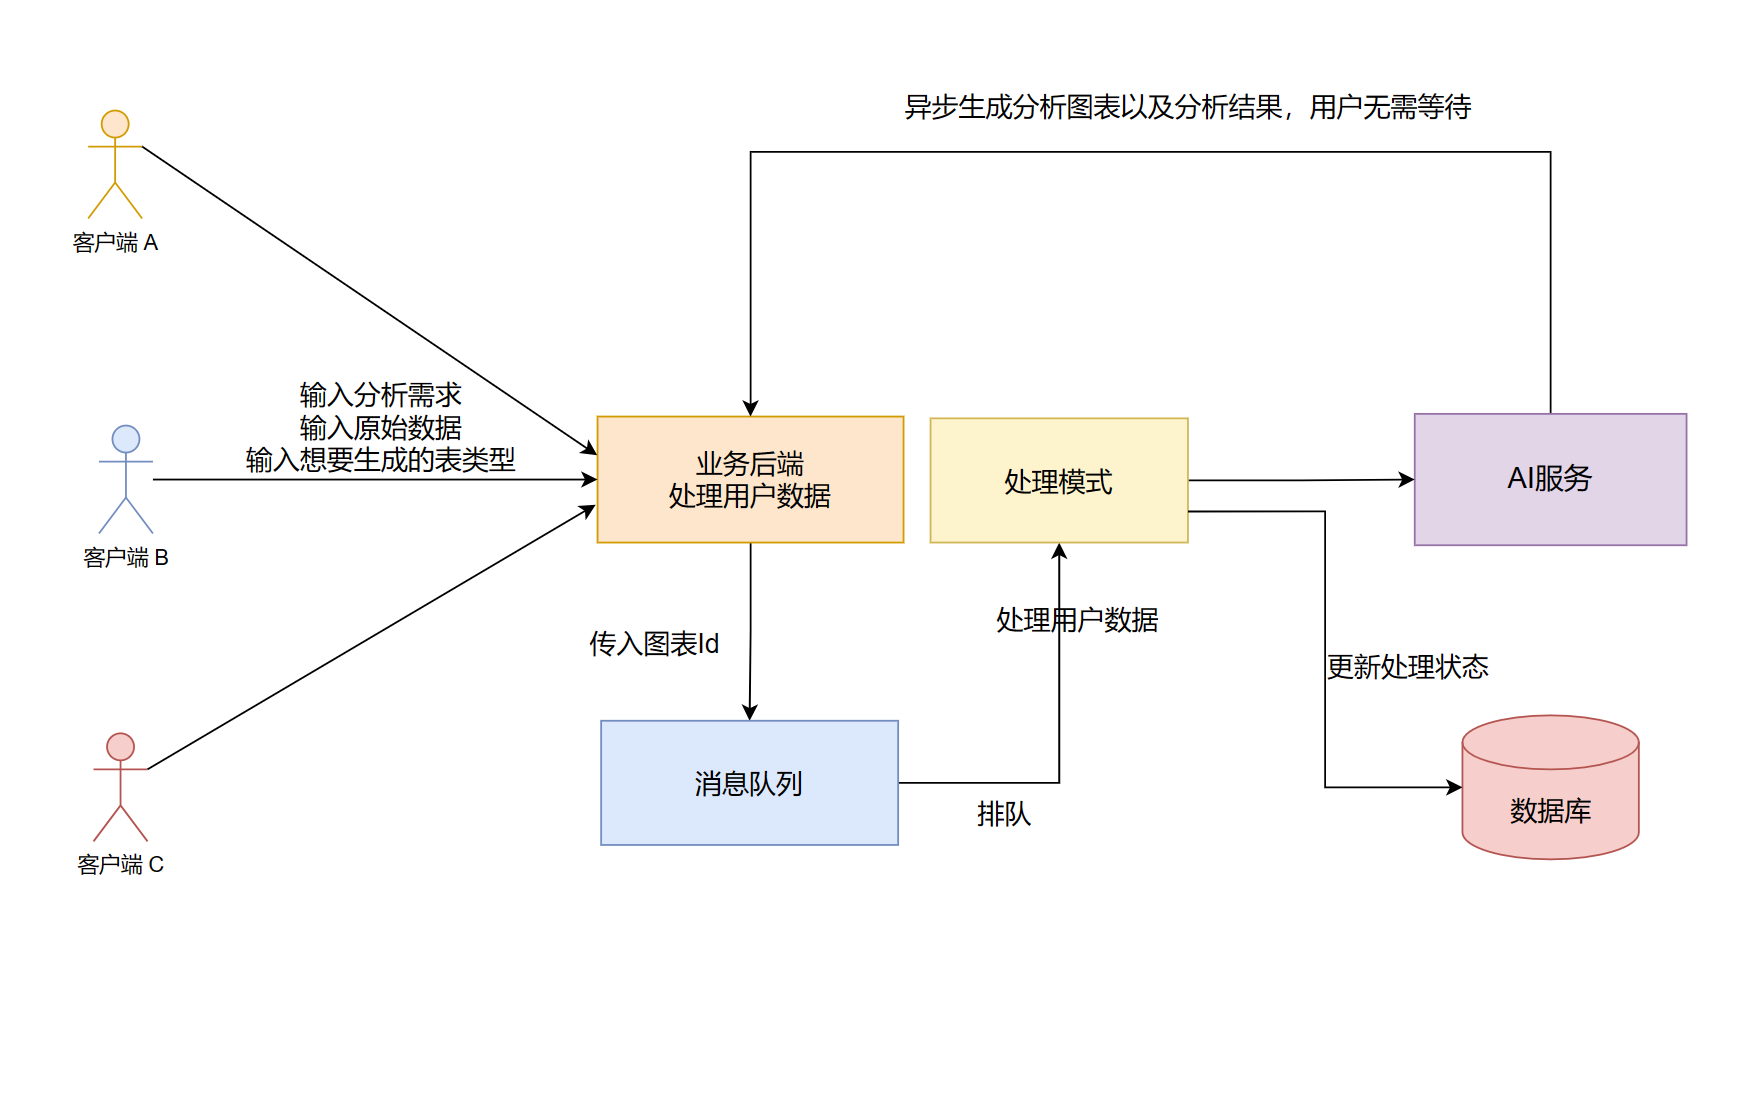 异步生成分析图表以及分析结果，用户无需等待
客户端 A
输入分析需求
输入原始数据
输入想要生成的表类型
客户端 B
业务后端
处理用户数据
处理模式
AI服务
传入图表Id
处理用户数据
更新处理状态
消息队列
排队
数据库
客户端 C